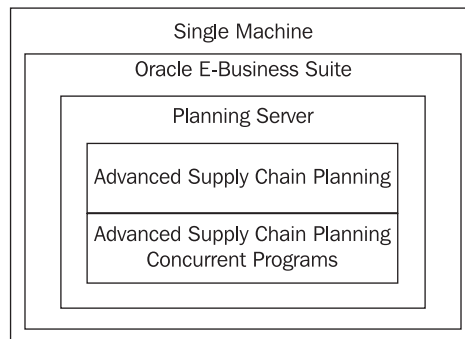 Single Machine
Oracle E-Business Suite
Planning Server
Advanced Supply Chain Planning
Advanced Supply Chain Planning
Concurrent Programs